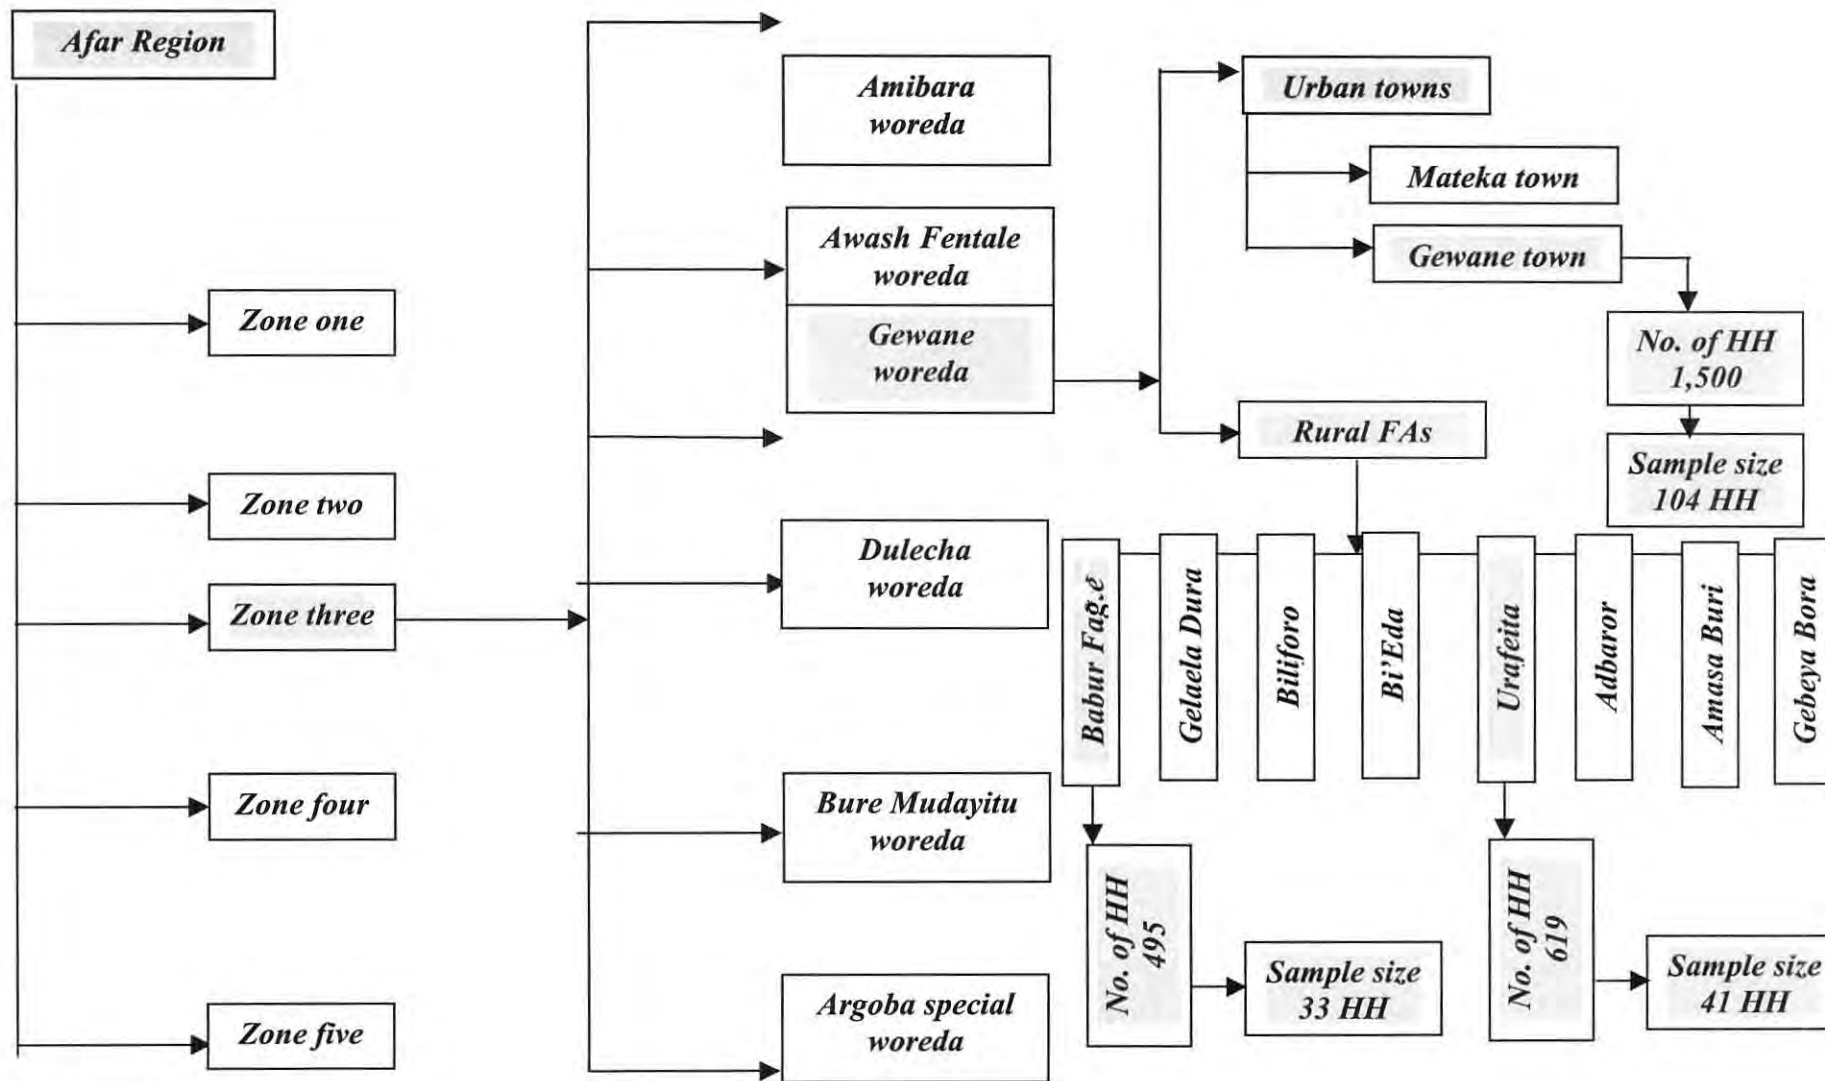 Afar Region
Zone one
Zone two
Zone three
Zone four
Zone five
Amibara
woreda
Awash Fentale
woreda
Gewane
woreda
Dulecha
woreda
Bure Mudayitu
woreda
Argoba special
woreda
Urban towns
Mateka town
Gewane town
No. of HH
1,500
Sample size
104 HH
Rural FAs
Babur Fag.e
Gelaela Dura
Biliforo
Bi’Eda
Urafeita
Adbaror
Amasa Buri
Gebeya Bora
No. of HH
495
Sample size
33 HH
No. of HH
619
Sample size
41 HH